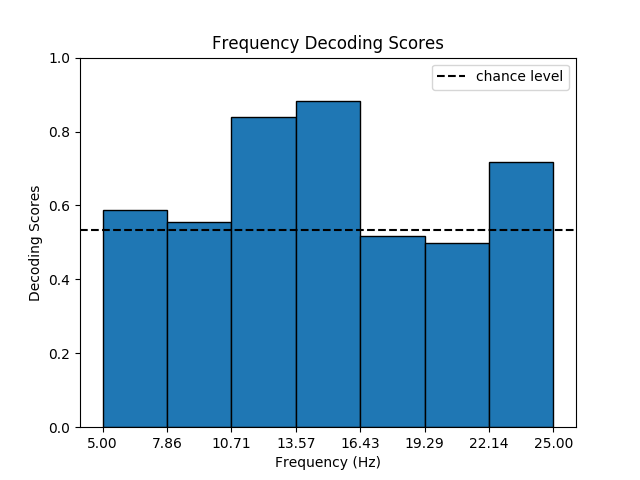 Frequency Decoding Scores
chance level
Decoding Scores
1.0
0.8
0.6
0.4
0.2
0.0
5.00 7.86 10.71 13.57 16.43 19.29 22.14 25.00
Frequency (Hz)